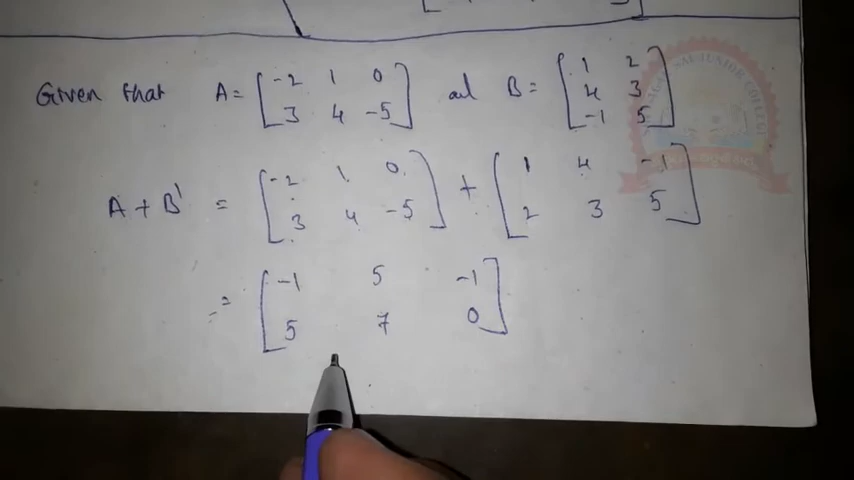 Given that A = [ -2 1 0 ; 3 4 -5 ] and B = [ 1 2 ; 4 3 ; -1 5 ]
A + B' = [ -2 1 0 ; 3 4 -5 ] + [ 1 4 -1 ; 2 3 5 ]
= [ -1 5 -1 ; 5 7 0 ]